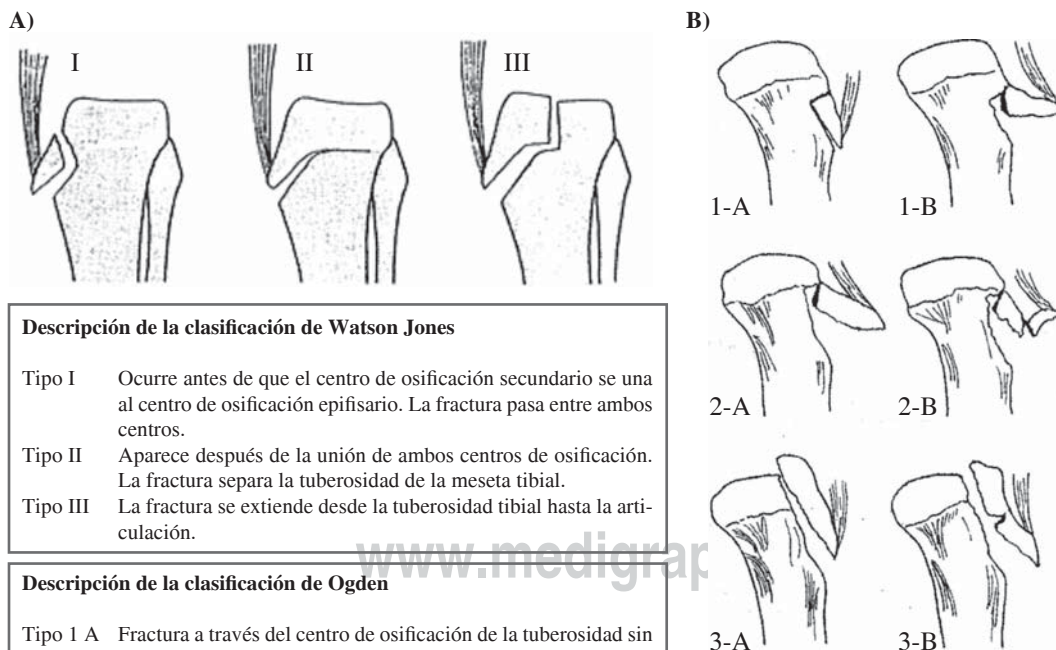 A)
I II III
B)
1-A 1-B
2-A 2-B
3-A 3-B
Descripción de la clasificación de Watson Jones
Tipo I Ocurre antes de que el centro de osificación secundario se una
al centro de osificación epifisario. La fractura pasa entre ambos
centros.
Tipo II Aparece después de la unión de ambos centros de osificación.
La fractura separa la tuberosidad de la meseta tibial.
Tipo III La fractura se extiende desde la tuberosidad tibial hasta la arti-
culación.
www.medigrap
Descripción de la clasificación de Ogden
Tipo 1 A Fractura a través del centro de osificación de la tuberosidad sin